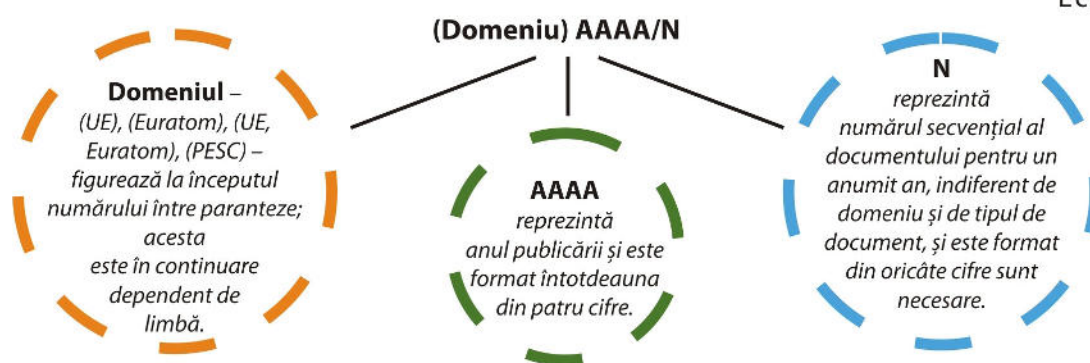 (Domeniu) AAAA/N
Domeniul –
(UE), (Euratom), (UE,
Euratom), (PESC) –
figurează la începutul
numărului între paranteze;
acesta
este în continuare
dependent de
limbă.
AAAA
reprezintă
anul publicării și este
format întotdeauna
din patru cifre.
N
reprezintă
numărul secvențial al
documentului pentru un
anumit an, indiferent de
domeniu și de tipul de
document, și este format
din oricâte cifre sunt
necesare.